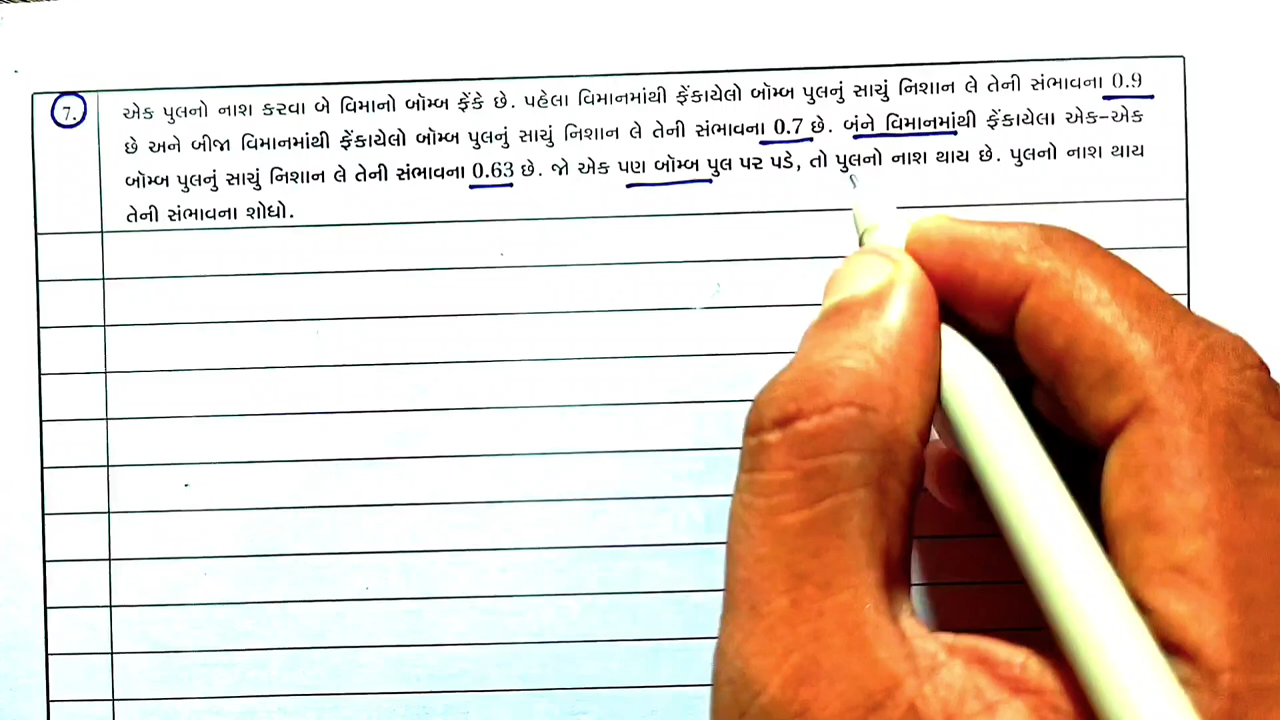 7. એક પુલનો નાશ કરવા બે વિમાનો બૉમ્બ ફેંકે છે. પહેલા વિમાનમાંથી ફેંકાયેલો બૉમ્બ પુલનું સાચું નિશાન લે તેની સંભાવના 0.9
છે અને બીજા વિમાનમાંથી ફેંકાયેલો બૉમ્બ પુલનું સાચું નિશાન લે તેની સંભાવના 0.7 છે. બંને વિમાનમાંથી ફેંકાયેલા એક-એક
બૉમ્બ પુલનું સાચું નિશાન લે તેની સંભાવના 0.63 છે. જો એક પણ બૉમ્બ પુલ પર પડે, તો પુલનો નાશ થાય છે. પુલનો નાશ થાય
તેની સંભાવના શોધો.